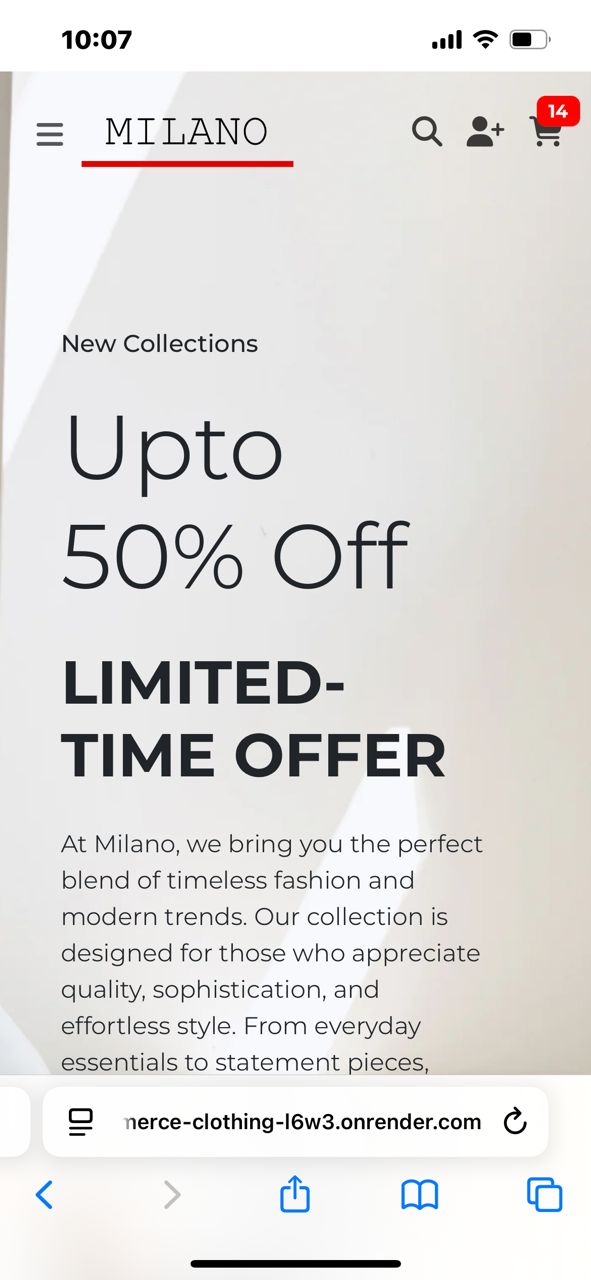 10:07
MILANO
14
New Collections
Upto
50% Off
LIMITED-
TIME OFFER
At Milano, we bring you the perfect
blend of timeless fashion and
modern trends. Our collection is
designed for those who appreciate
quality, sophistication, and
effortless style. From everyday
essentials to statement pieces,
merce-clothing-l6w3.onrender.com